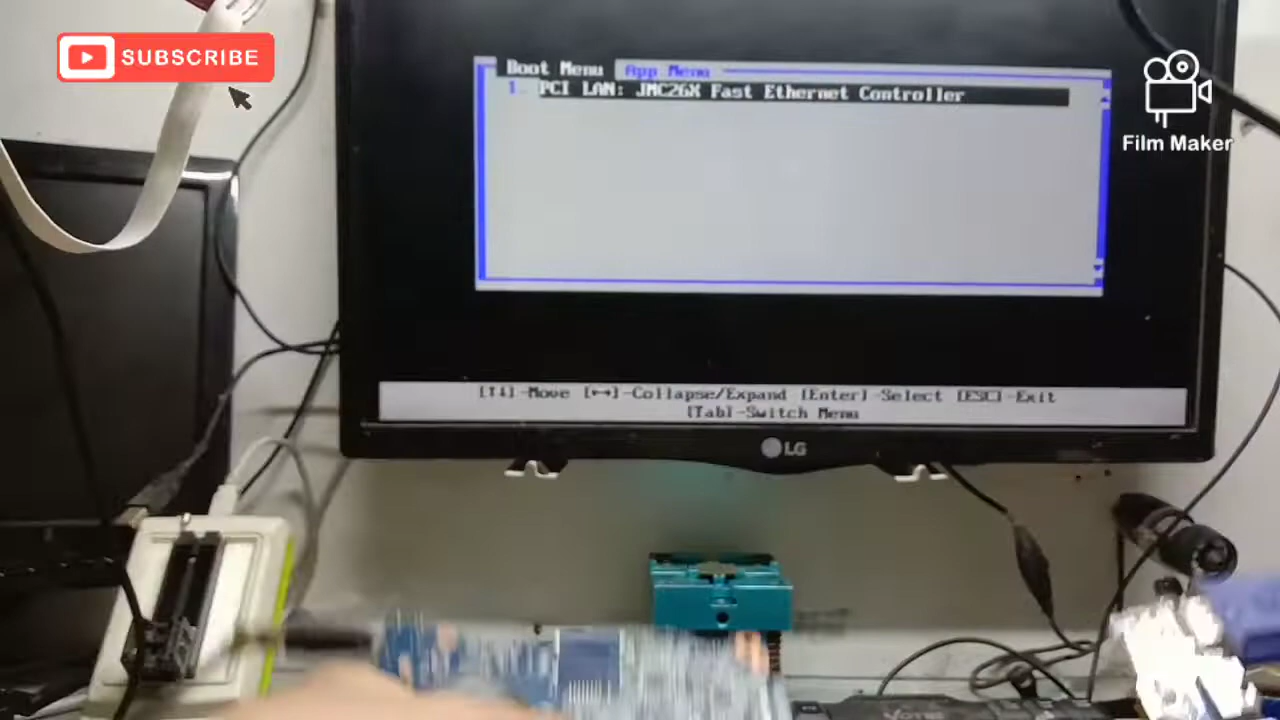 SUBSCRIBE
Film Maker
Boot Menu App Menu
1. PCI LAN: JMC26X Fast Ethernet Controller
[↑↓]-Move [←→]-Collapse/Expand [Enter]-Select [ESC]-Exit
[Tab]-Switch Menu
LG